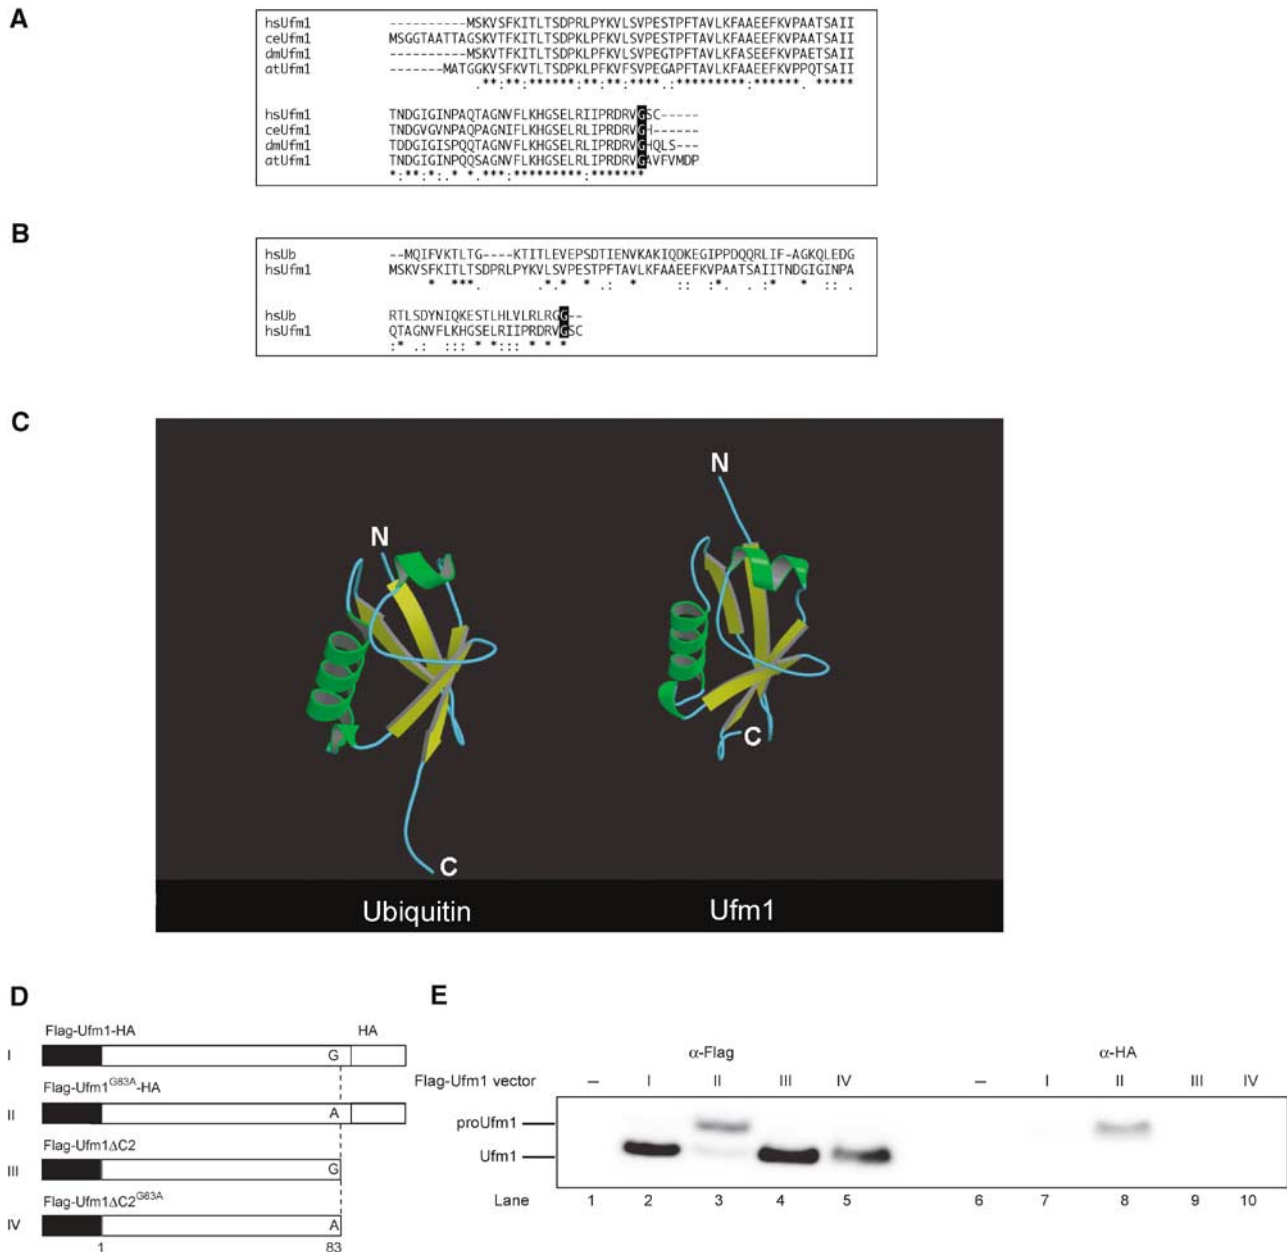 A
hsUfm1 ----------MSKVSFKITLTSDPRLPYKVLSVPESTPFTAVLKFAAEEFKVPAATSAII
ceUfm1 MSGGTAATTAGSKVTFKITLTSDPKLPFKVLSVPESTPFTAVLKFAAEEFKVPAATSAII
dmUfm1 ----------MSKVTFKITLTSDPKLPFKVLSVPEGTPFTAVLKFASEEFKVPAETSAII
atUfm1 -------MATGGKVSFKVTLTSDPKLPFKVFSVPEGAPFTAVLKFAAEEFKVPPQTSAII
hsUfm1 TNDGIGINPAQTAGNVFLKHGSELRIIPRDRVGSC-----
ceUfm1 TNDGVGVNPAQPAGNIFLKHGSELRLIPRDRVGH------
dmUfm1 TDDGIGISPQQTAGNVFLKHGSELRLIPRDRVGHQLS---
atUfm1 TNDGIGINPQQSAGNVFLKHGSELRLIPRDRVGAVFVMDP
*:**:*:.* * .***:*********:*******
B
hsUb --MQIFVKTLTG----KTITLEVEPSDTIENVKAKIQDKEGIPPDQQRLIF-AGKQLEDG
hsUfm1 MSKVSFKITLTSDPRLPYKVLSVPESTPFTAVLKFAAEEFKVPAATSAIITNDGIGINPA
hsUb RTLSDYNIQKESTLHLVLRLRGG--
hsUfm1 QTAGNVFLKHGSELRIIPRDRVGSC
:* .: ::: * *::: * * *
C
N
N
C
C
Ubiquitin
Ufm1
D
Flag-Ufm1-HA HA
I G
Flag-Ufm1G83A-HA
II A
Flag-Ufm1ΔC2
III G
Flag-Ufm1ΔC2G83A
IV A
1 83
E
α-Flag α-HA
Flag-Ufm1 vector – I II III IV – I II III IV
proUfm1
Ufm1
Lane 1 2 3 4 5 6 7 8 9 10